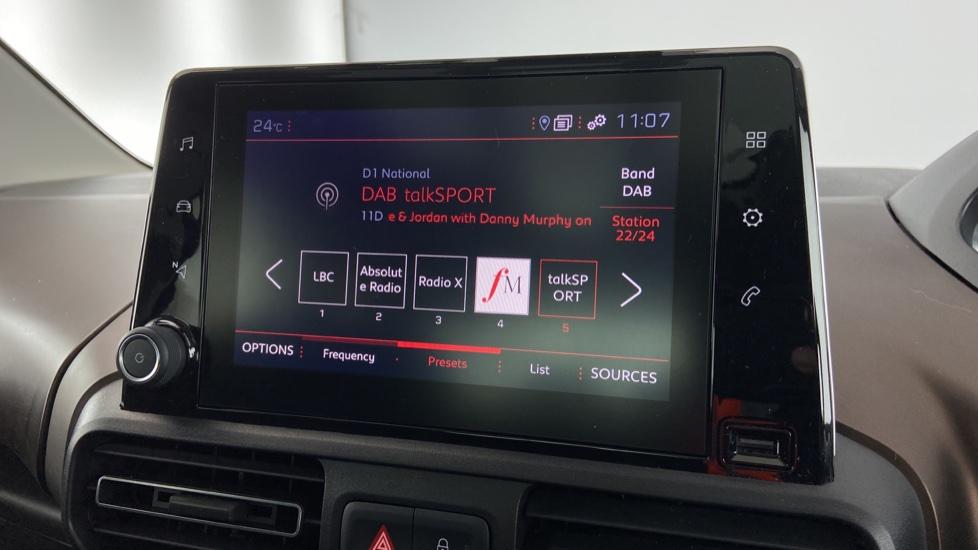 24°C
11:07
D1 National
DAB talkSPORT
11D e & Jordan with Danny Murphy on
Band
DAB
Station
22/24
LBC
Absolut
e Radio
Radio X
fM
talkSP
ORT
1
2
3
4
5
OPTIONS
Frequency
Presets
List
SOURCES
N